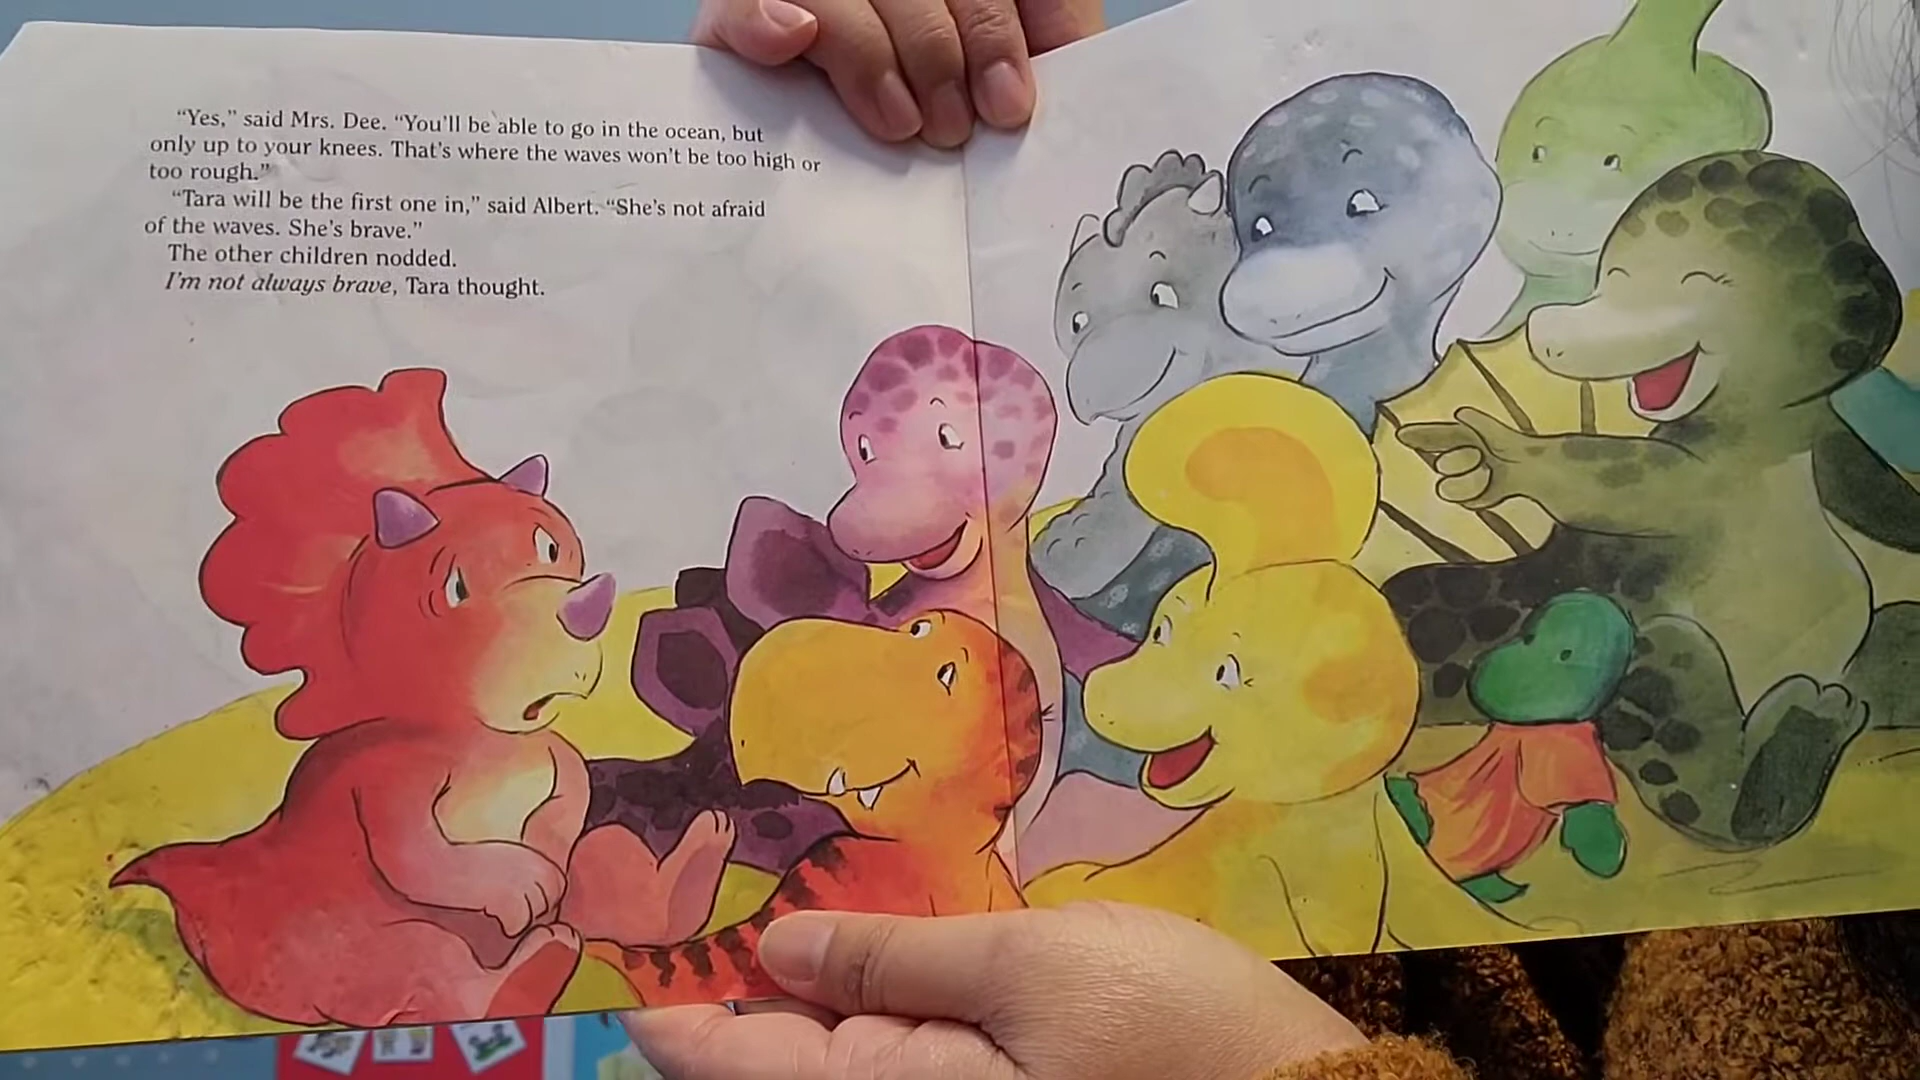 “Yes,” said Mrs. Dee. “You’ll be able to go in the ocean, but
only up to your knees. That’s where the waves won’t be too high or
too rough.”
“Tara will be the first one in,” said Albert. “She’s not afraid
of the waves. She’s brave.”
The other children nodded.
I’m not always brave, Tara thought.